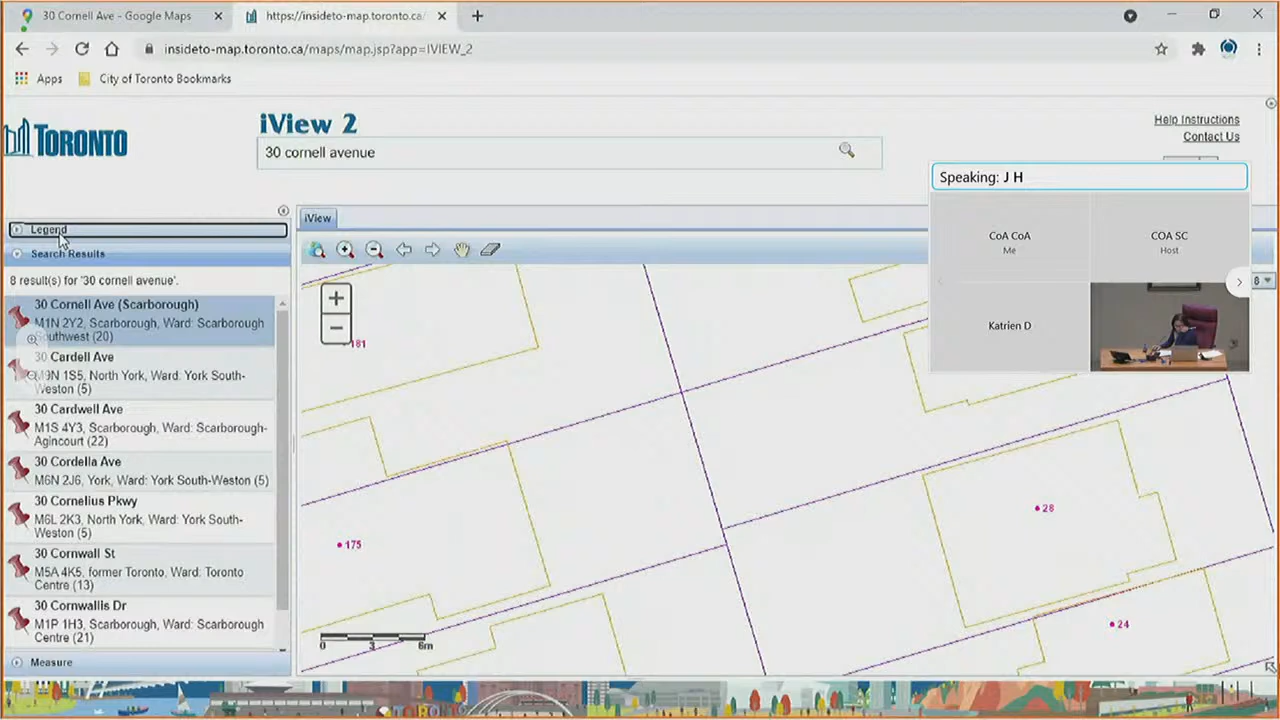 30 Cornell Ave - Google Maps
https://insideto-map.toronto.ca/
insideto-map.toronto.ca/maps/map.jsp?app=IVIEW_2
Apps
City of Toronto Bookmarks
TORONTO
iView 2
30 cornell avenue
Help Instructions
Contact Us
Speaking: J H
CoA CoA
Me
COA SC
Host
Katrien D
8
Legend
Search Results
8 result(s) for '30 cornell avenue'.
30 Cornell Ave (Scarborough)
M1N 2Y2, Scarborough, Ward: Scarborough
Southwest (20)
30 Cardell Ave
M9N 1S5, North York, Ward: York South-
Weston (5)
30 Cardwell Ave
M1S 4Y3, Scarborough, Ward: Scarborough-
Agincourt (22)
30 Cordella Ave
M6N 2J6, York, Ward: York South-Weston (5)
30 Cornelius Pkwy
M6L 2K3, North York, Ward: York South-
Weston (5)
30 Cornwall St
M5A 4K5, former Toronto, Ward: Toronto
Centre (13)
30 Cornwallis Dr
M1P 1H3, Scarborough, Ward: Scarborough
Centre (21)
Measure
iView
181
175
28
24
0 3 6m
TORONTO